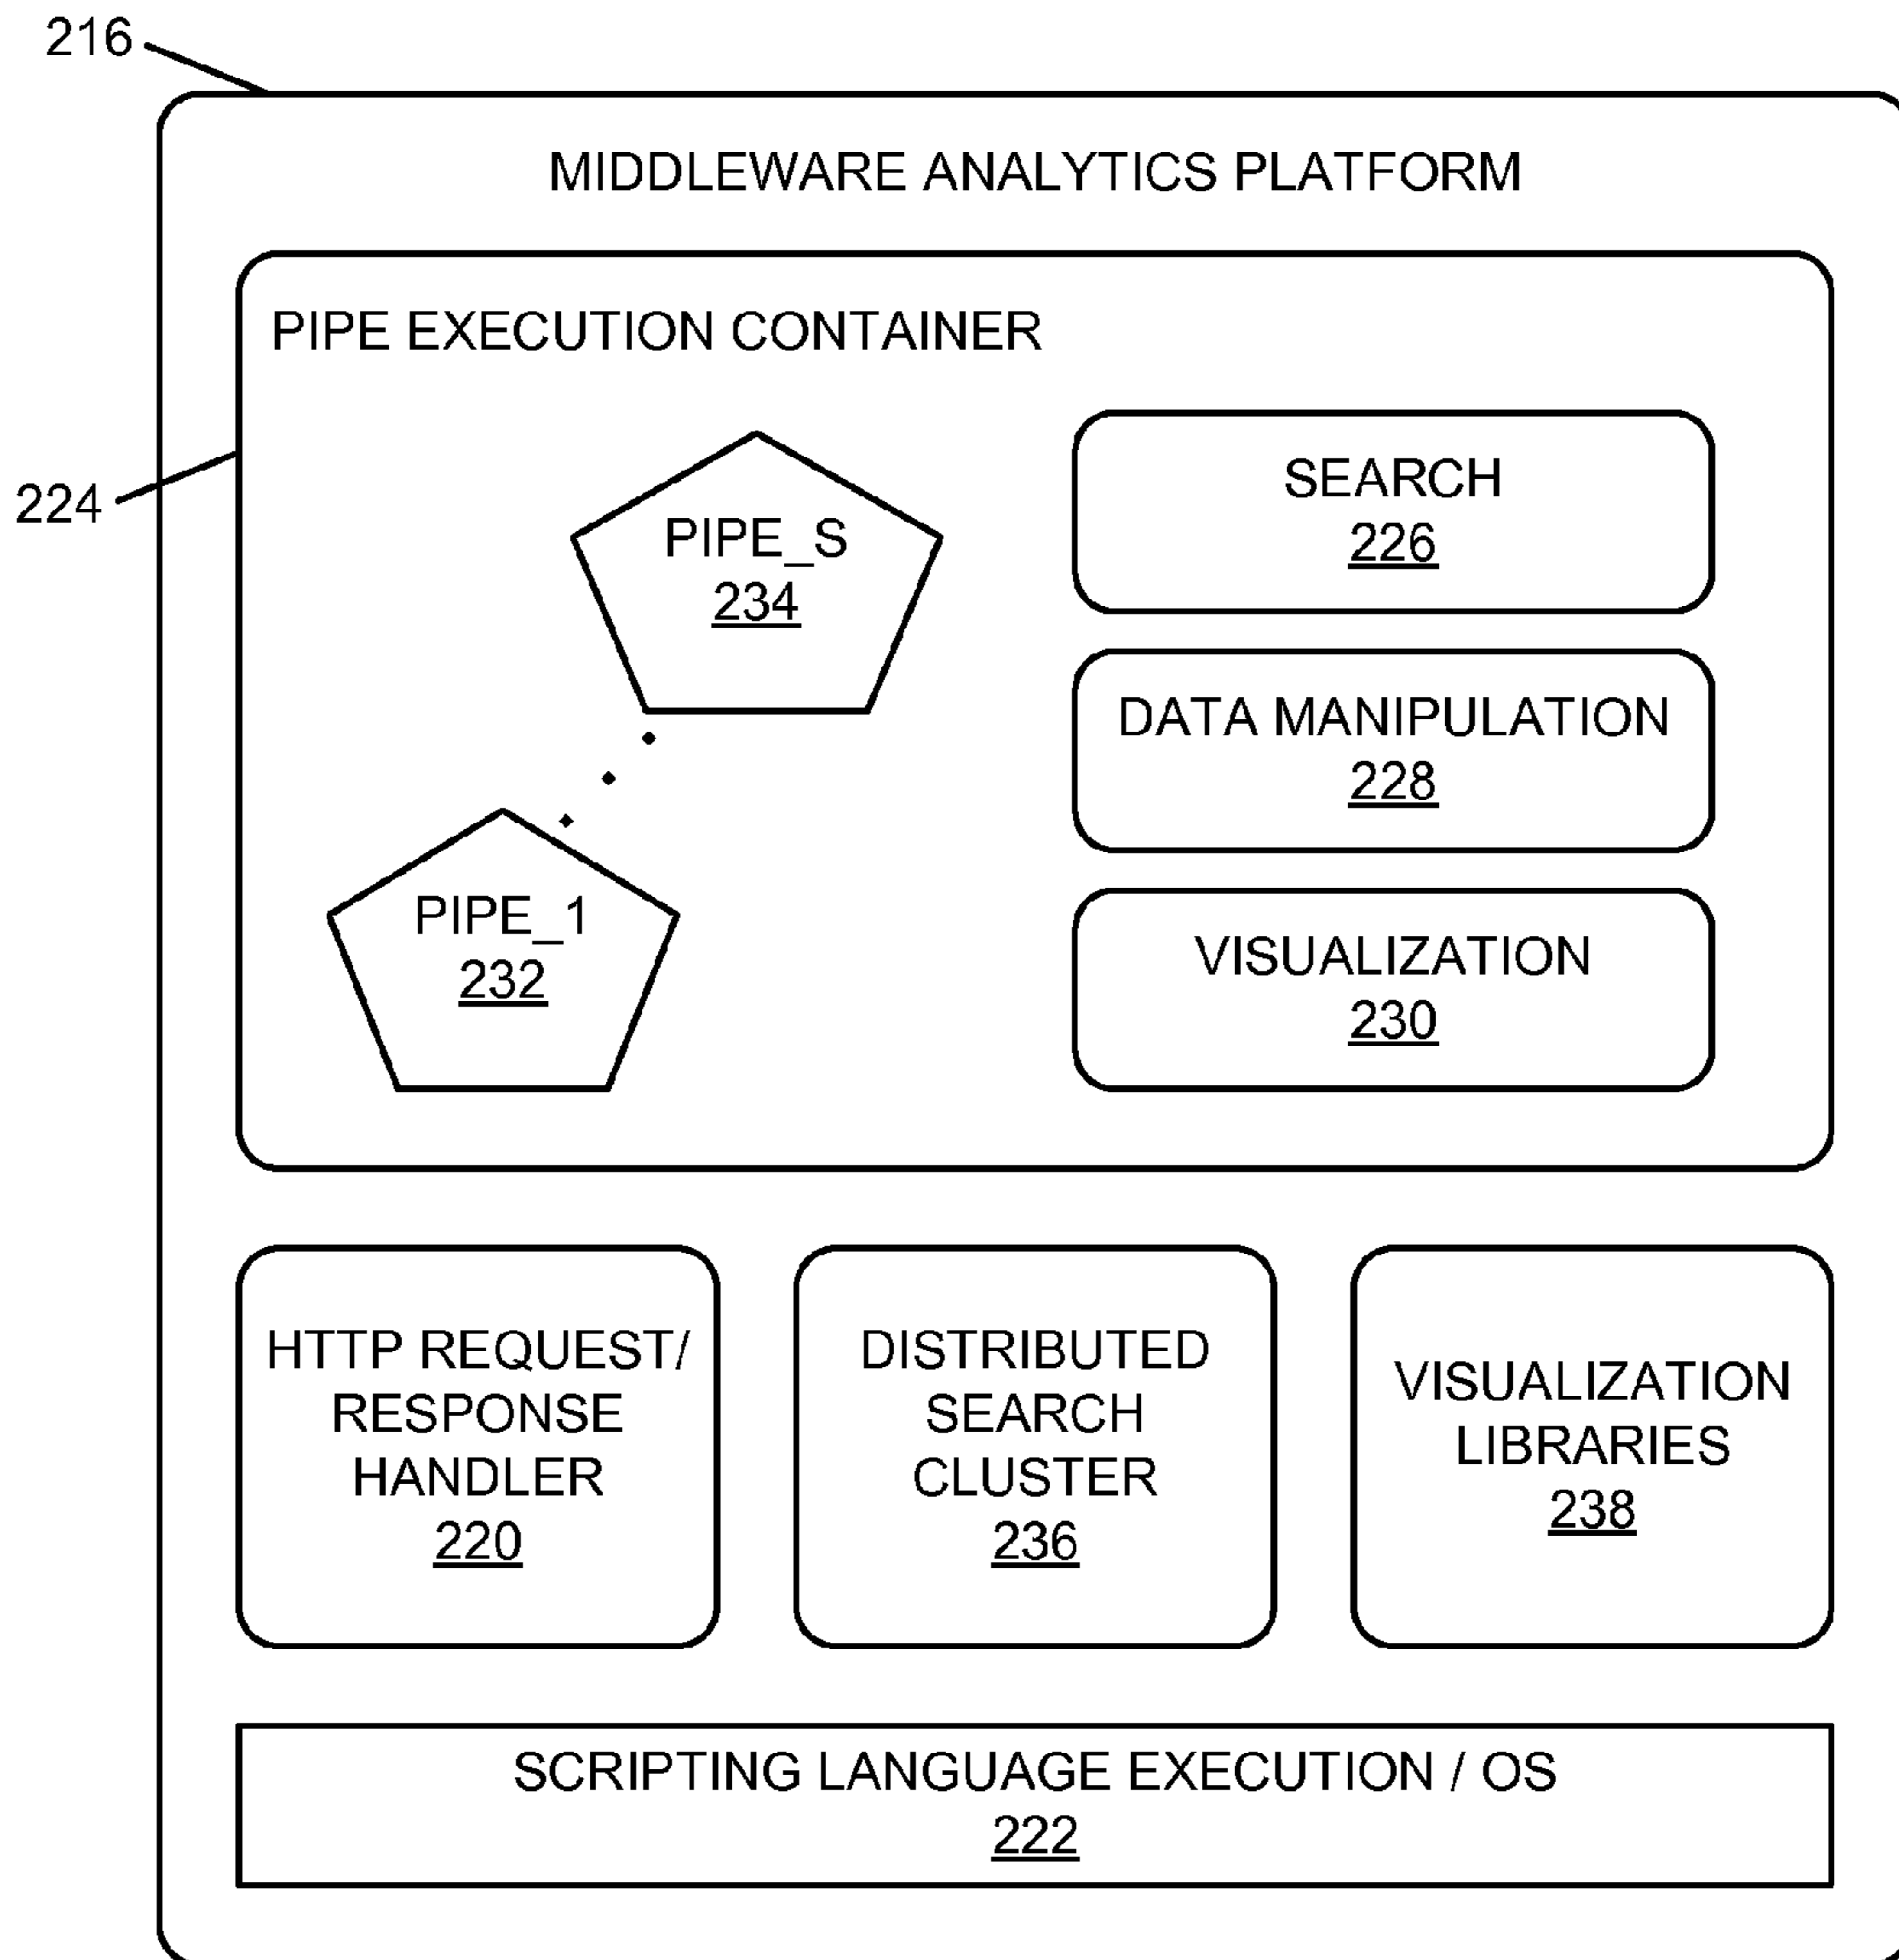 216
MIDDLEWARE ANALYTICS PLATFORM
PIPE EXECUTION CONTAINER
224
PIPE_S
234
PIPE_1
232
SEARCH
226
DATA MANIPULATION
228
VISUALIZATION
230
HTTP REQUEST/
RESPONSE
HANDLER
220
DISTRIBUTED
SEARCH
CLUSTER
236
VISUALIZATION
LIBRARIES
238
SCRIPTING LANGUAGE EXECUTION / OS
222